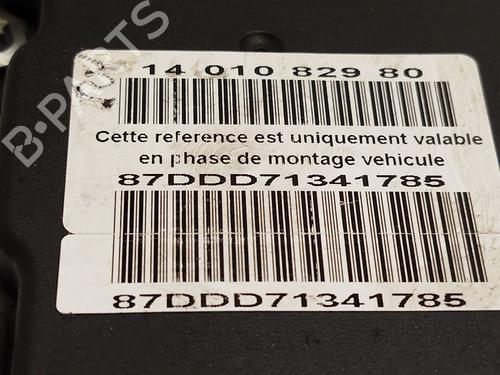 14 010 829 80
Cette reference est uniquement valable
en phase de montage vehicule
87DDD71341785
87DDD71341785
B-PARTS